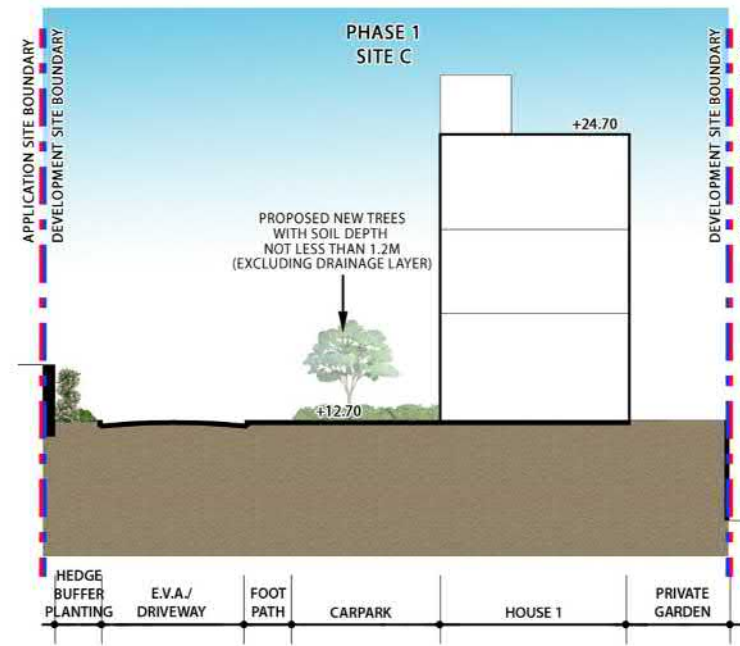 PHASE 1
SITE C
APPLICATION SITE BOUNDARY
DEVELOPMENT SITE BOUNDARY
DEVELOPMENT SITE BOUNDARY
+24.70
PROPOSED NEW TREES
WITH SOIL DEPTH
NOT LESS THAN 1.2M
(EXCLUDING DRAINAGE LAYER)
+12.70
HEDGE
BUFFER
PLANTING
E.V.A./
DRIVEWAY
FOOT
PATH
CARPARK
HOUSE 1
PRIVATE
GARDEN